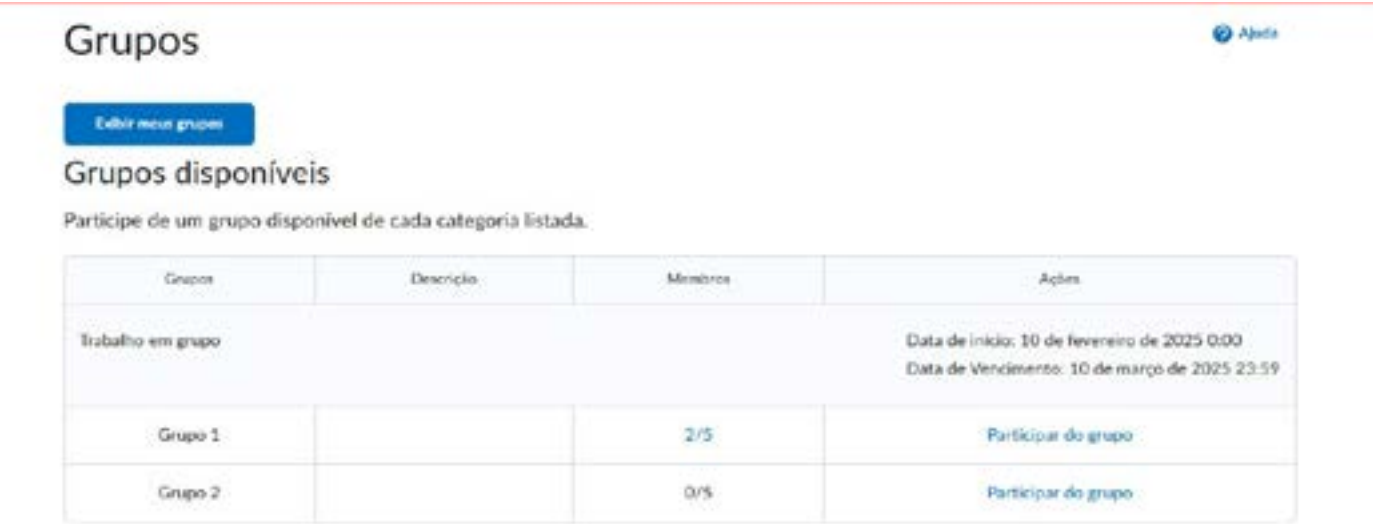 Grupos
Ajuda
Exibir meus grupos
Grupos disponíveis
Participe de um grupo disponível de cada categoria listada.
Grupos Descrição Membros Ações
Trabalho em grupo
Data de início: 10 de fevereiro de 2025 0:00
Data de Vencimento: 10 de março de 2025 23:59
Grupo 1 2/5 Participar do grupo
Grupo 2 0/5 Participar do grupo